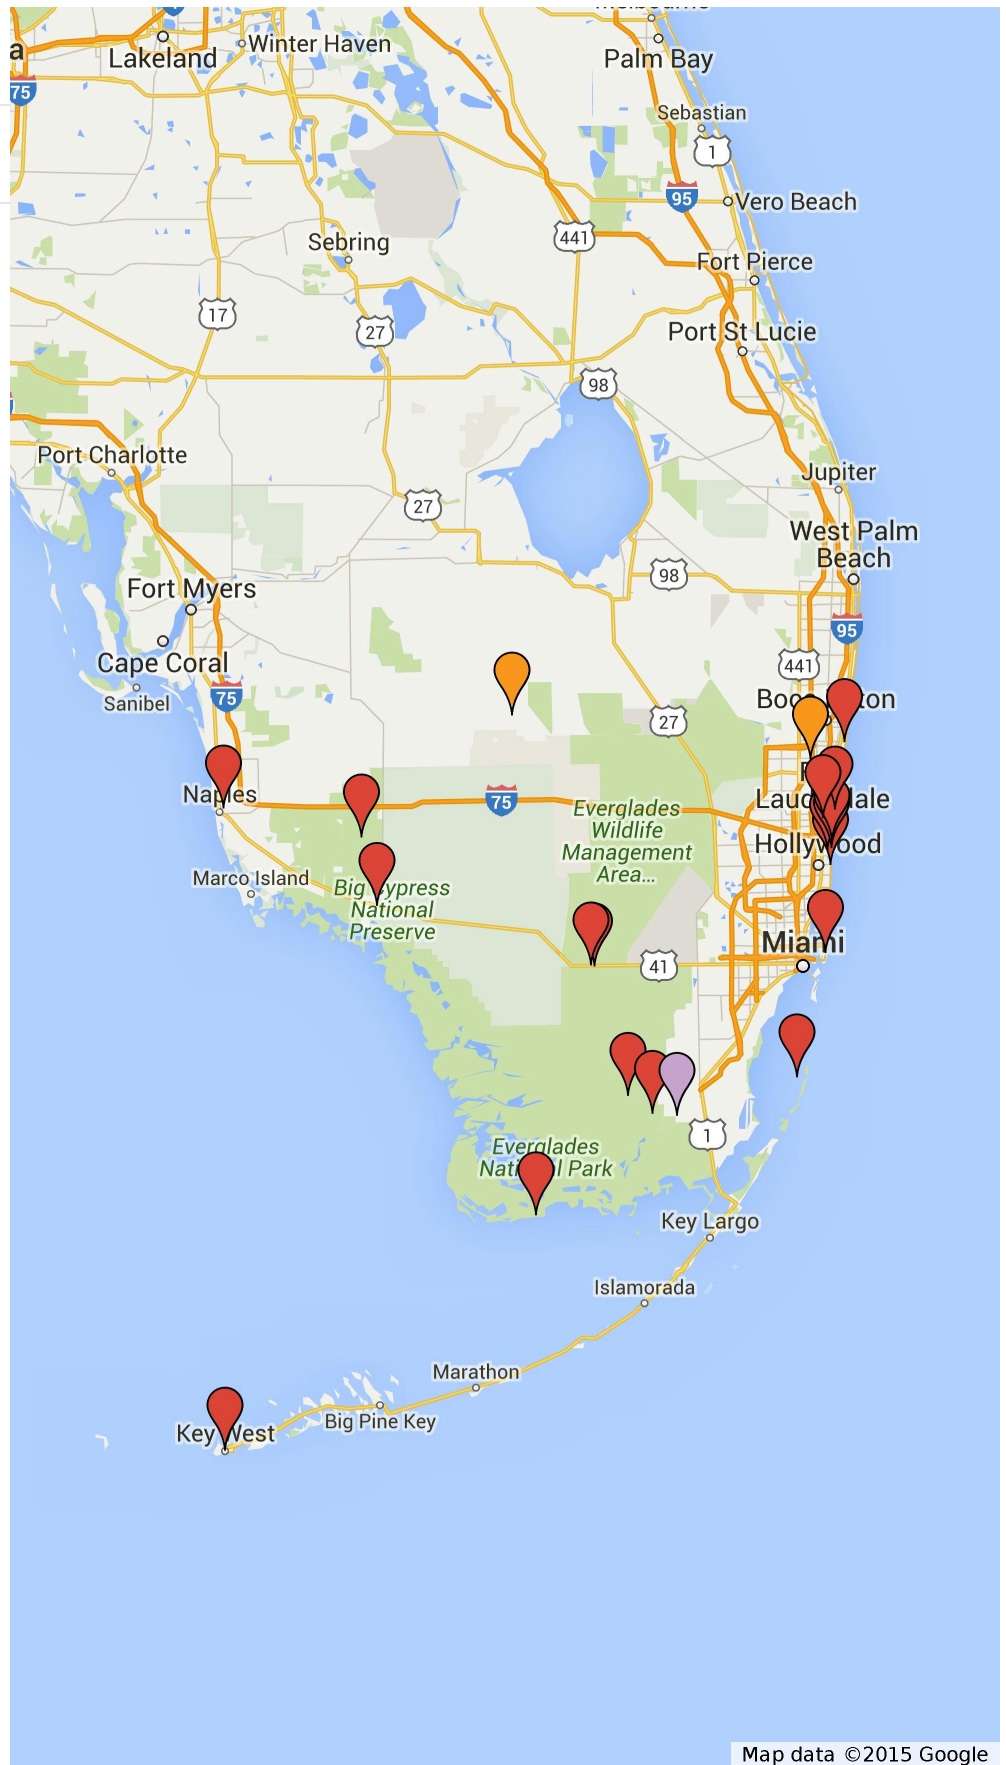 Lakeland
Winter Haven
Palm Bay
a
75
Sebastian
1
95
Vero Beach
441
Sebring
Fort Pierce
17
27
Port St Lucie
98
Port Charlotte
Jupiter
27
West Palm
Beach
98
Fort Myers
95
Cape Coral
441
75
Sanibel
27
Naples
75
Everglades
Wildlife
Management
Area...
Hollywood
Marco Island
National
Preserve
Miami
41
1
Everglades
Key Largo
Islamorada
Marathon
Big Pine Key
Key West
Map data ©2015 Google